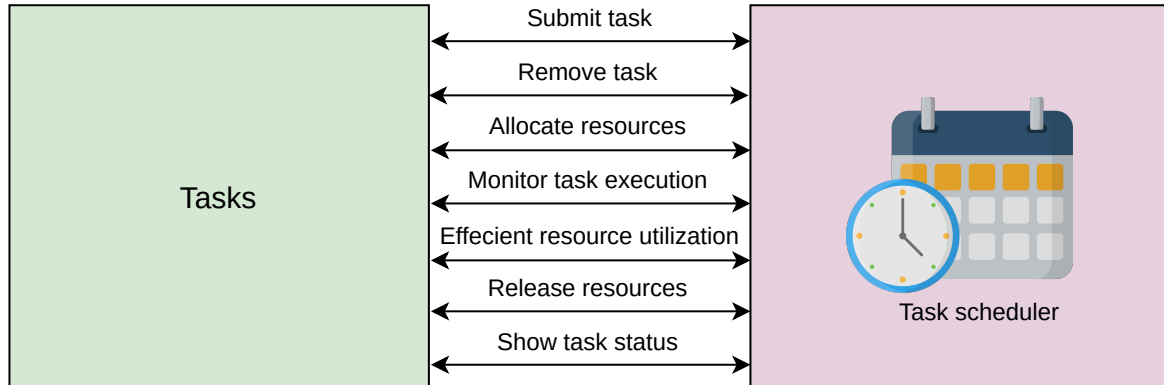 Submit task
Remove task
Allocate resources
Monitor task execution
Effecient resource utilization
Release resources
Show task status
Tasks
Task scheduler